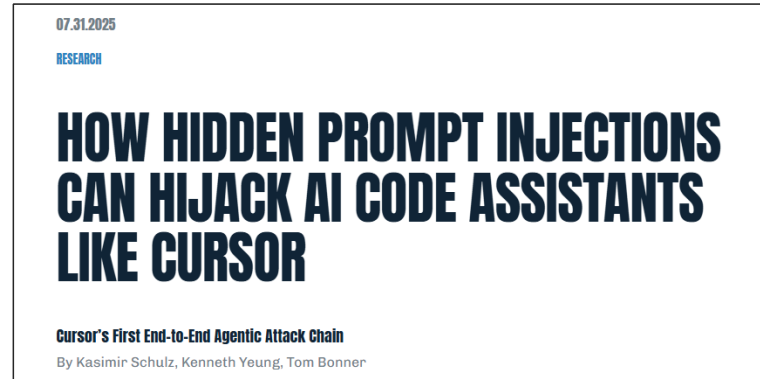 07.31.2025
RESEARCH
HOW HIDDEN PROMPT INJECTIONS
CAN HIJACK AI CODE ASSISTANTS
LIKE CURSOR
Cursor's First End-to-End Agentic Attack Chain
By Kasimir Schulz, Kenneth Yeung, Tom Bonner